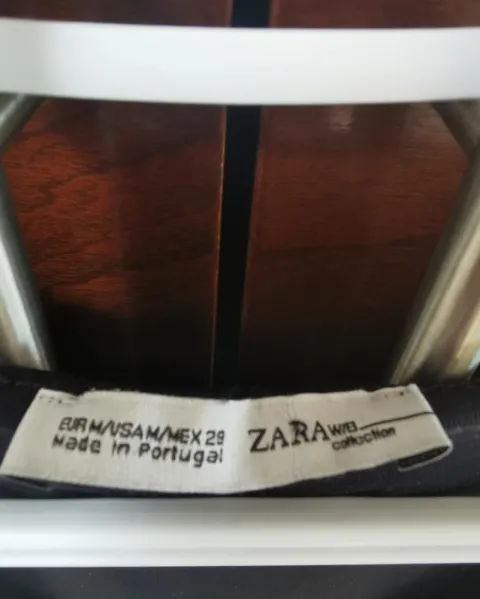 EUR M/USA M/MEX 28
Made in Portugal
ZARA W/B
collection